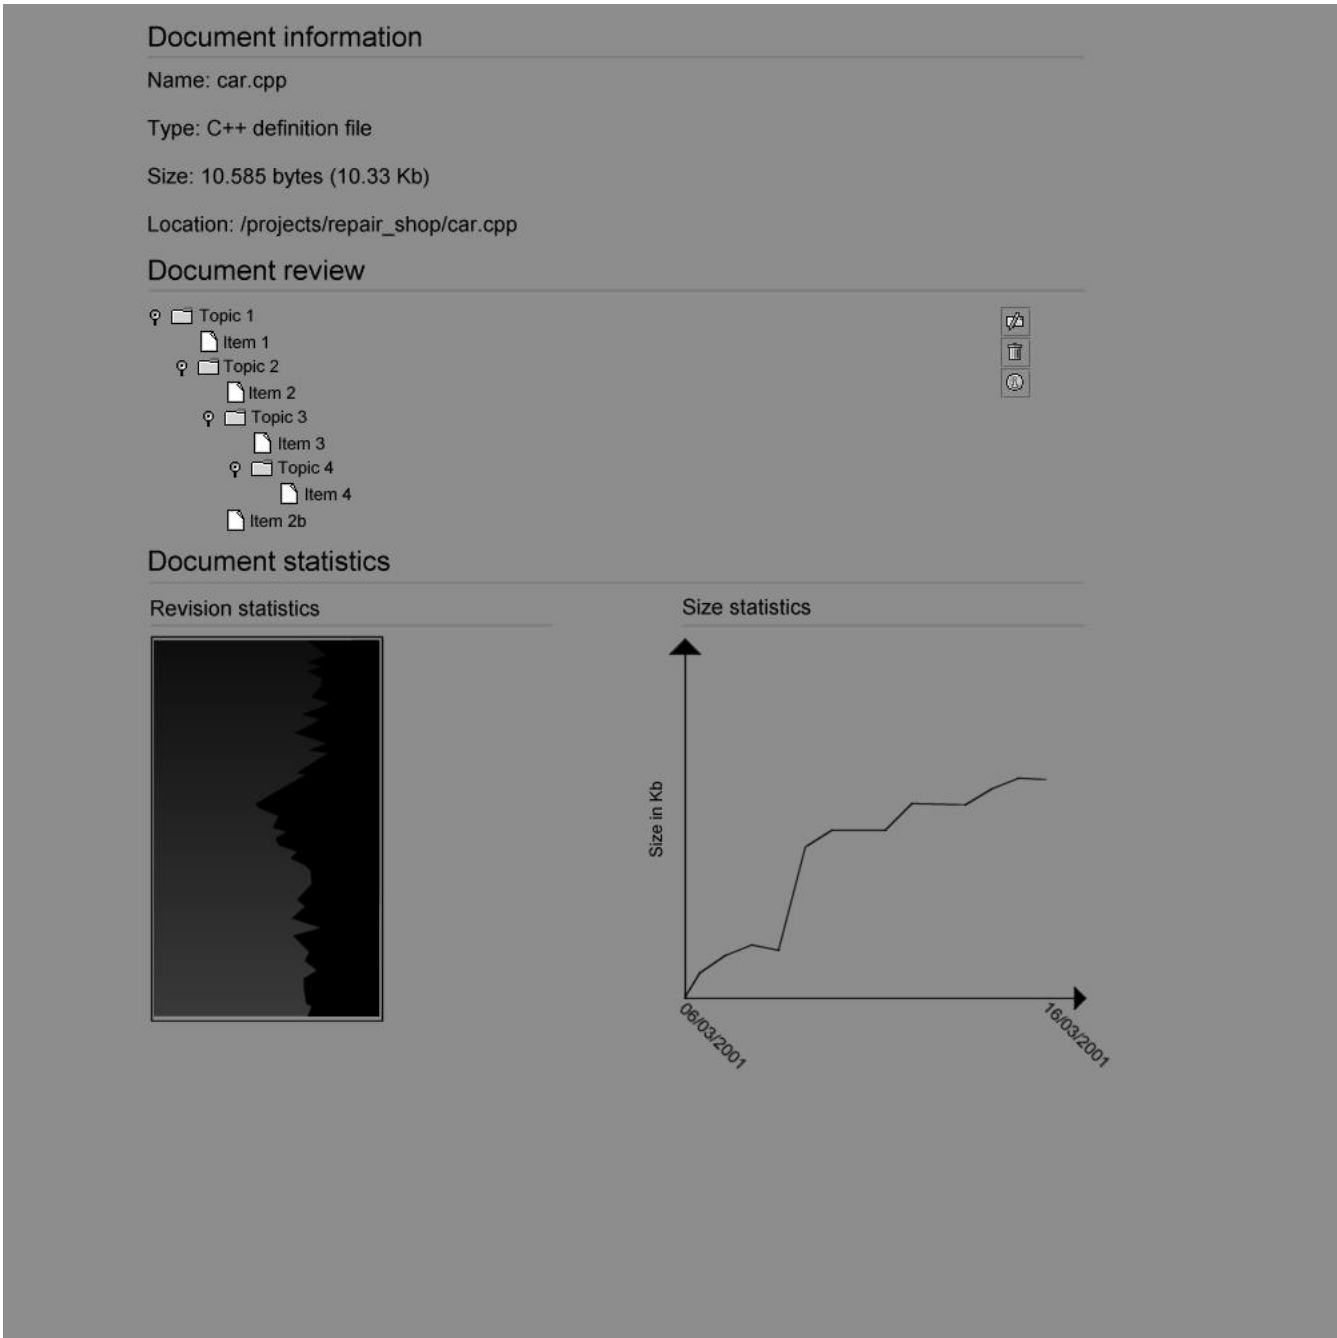 Document information
Name: car.cpp
Type: C++ definition file
Size: 10.585 bytes (10.33 Kb)
Location: /projects/repair_shop/car.cpp
Document review
Topic 1
Item 1
Topic 2
Item 2
Topic 3
Item 3
Topic 4
Item 4
Item 2b
Document statistics
Revision statistics
Size statistics
Size in Kb
06/03/2001
16/03/2001